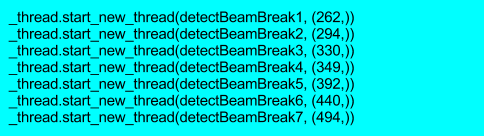 _thread.start_new_thread(detectBeamBreak1, (262,))
_thread.start_new_thread(detectBeamBreak2, (294,))
_thread.start_new_thread(detectBeamBreak3, (330,))
_thread.start_new_thread(detectBeamBreak4, (349,))
_thread.start_new_thread(detectBeamBreak5, (392,))
_thread.start_new_thread(detectBeamBreak6, (440,))
_thread.start_new_thread(detectBeamBreak7, (494,))